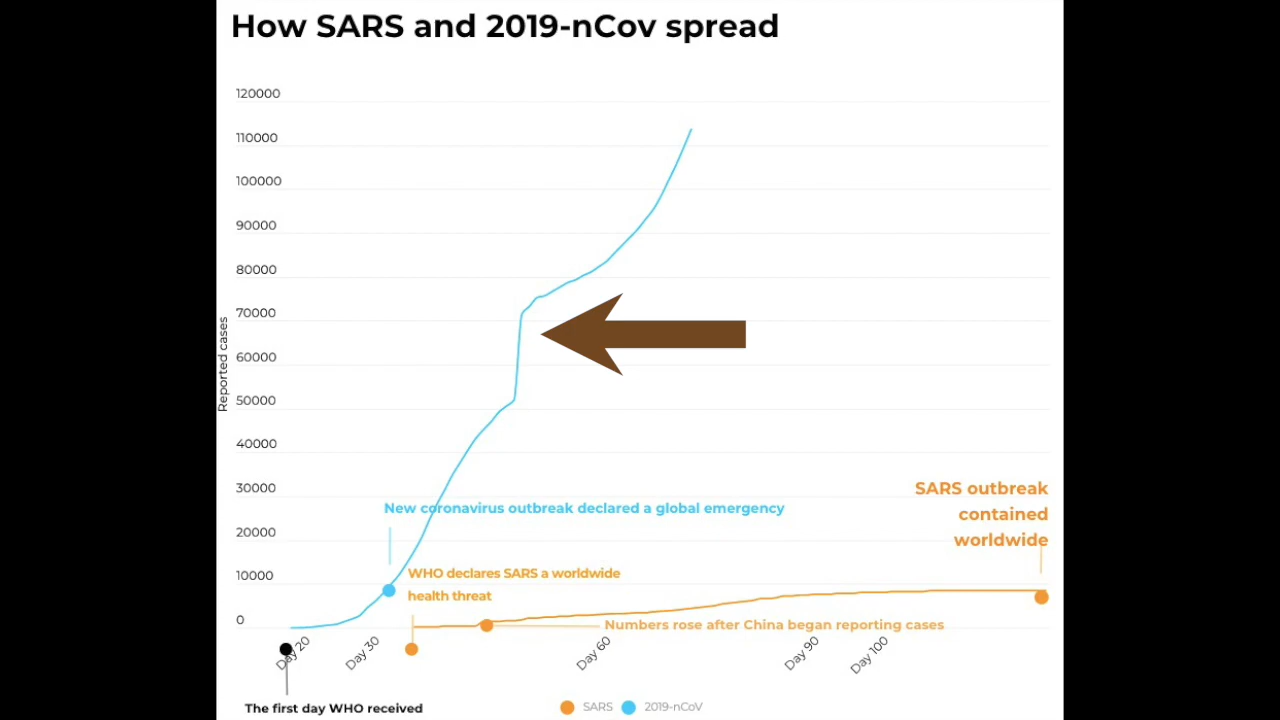 How SARS and 2019-nCov spread
120000
110000
100000
90000
80000
70000
60000
50000
40000
30000
20000
10000
0
Reported cases
New coronavirus outbreak declared a global emergency
SARS outbreak
contained
worldwide
WHO declares SARS a worldwide
health threat
Numbers rose after China began reporting cases
Day 20
Day 30
Day 60
Day 90
Day 100
The first day WHO received
SARS
2019-nCoV